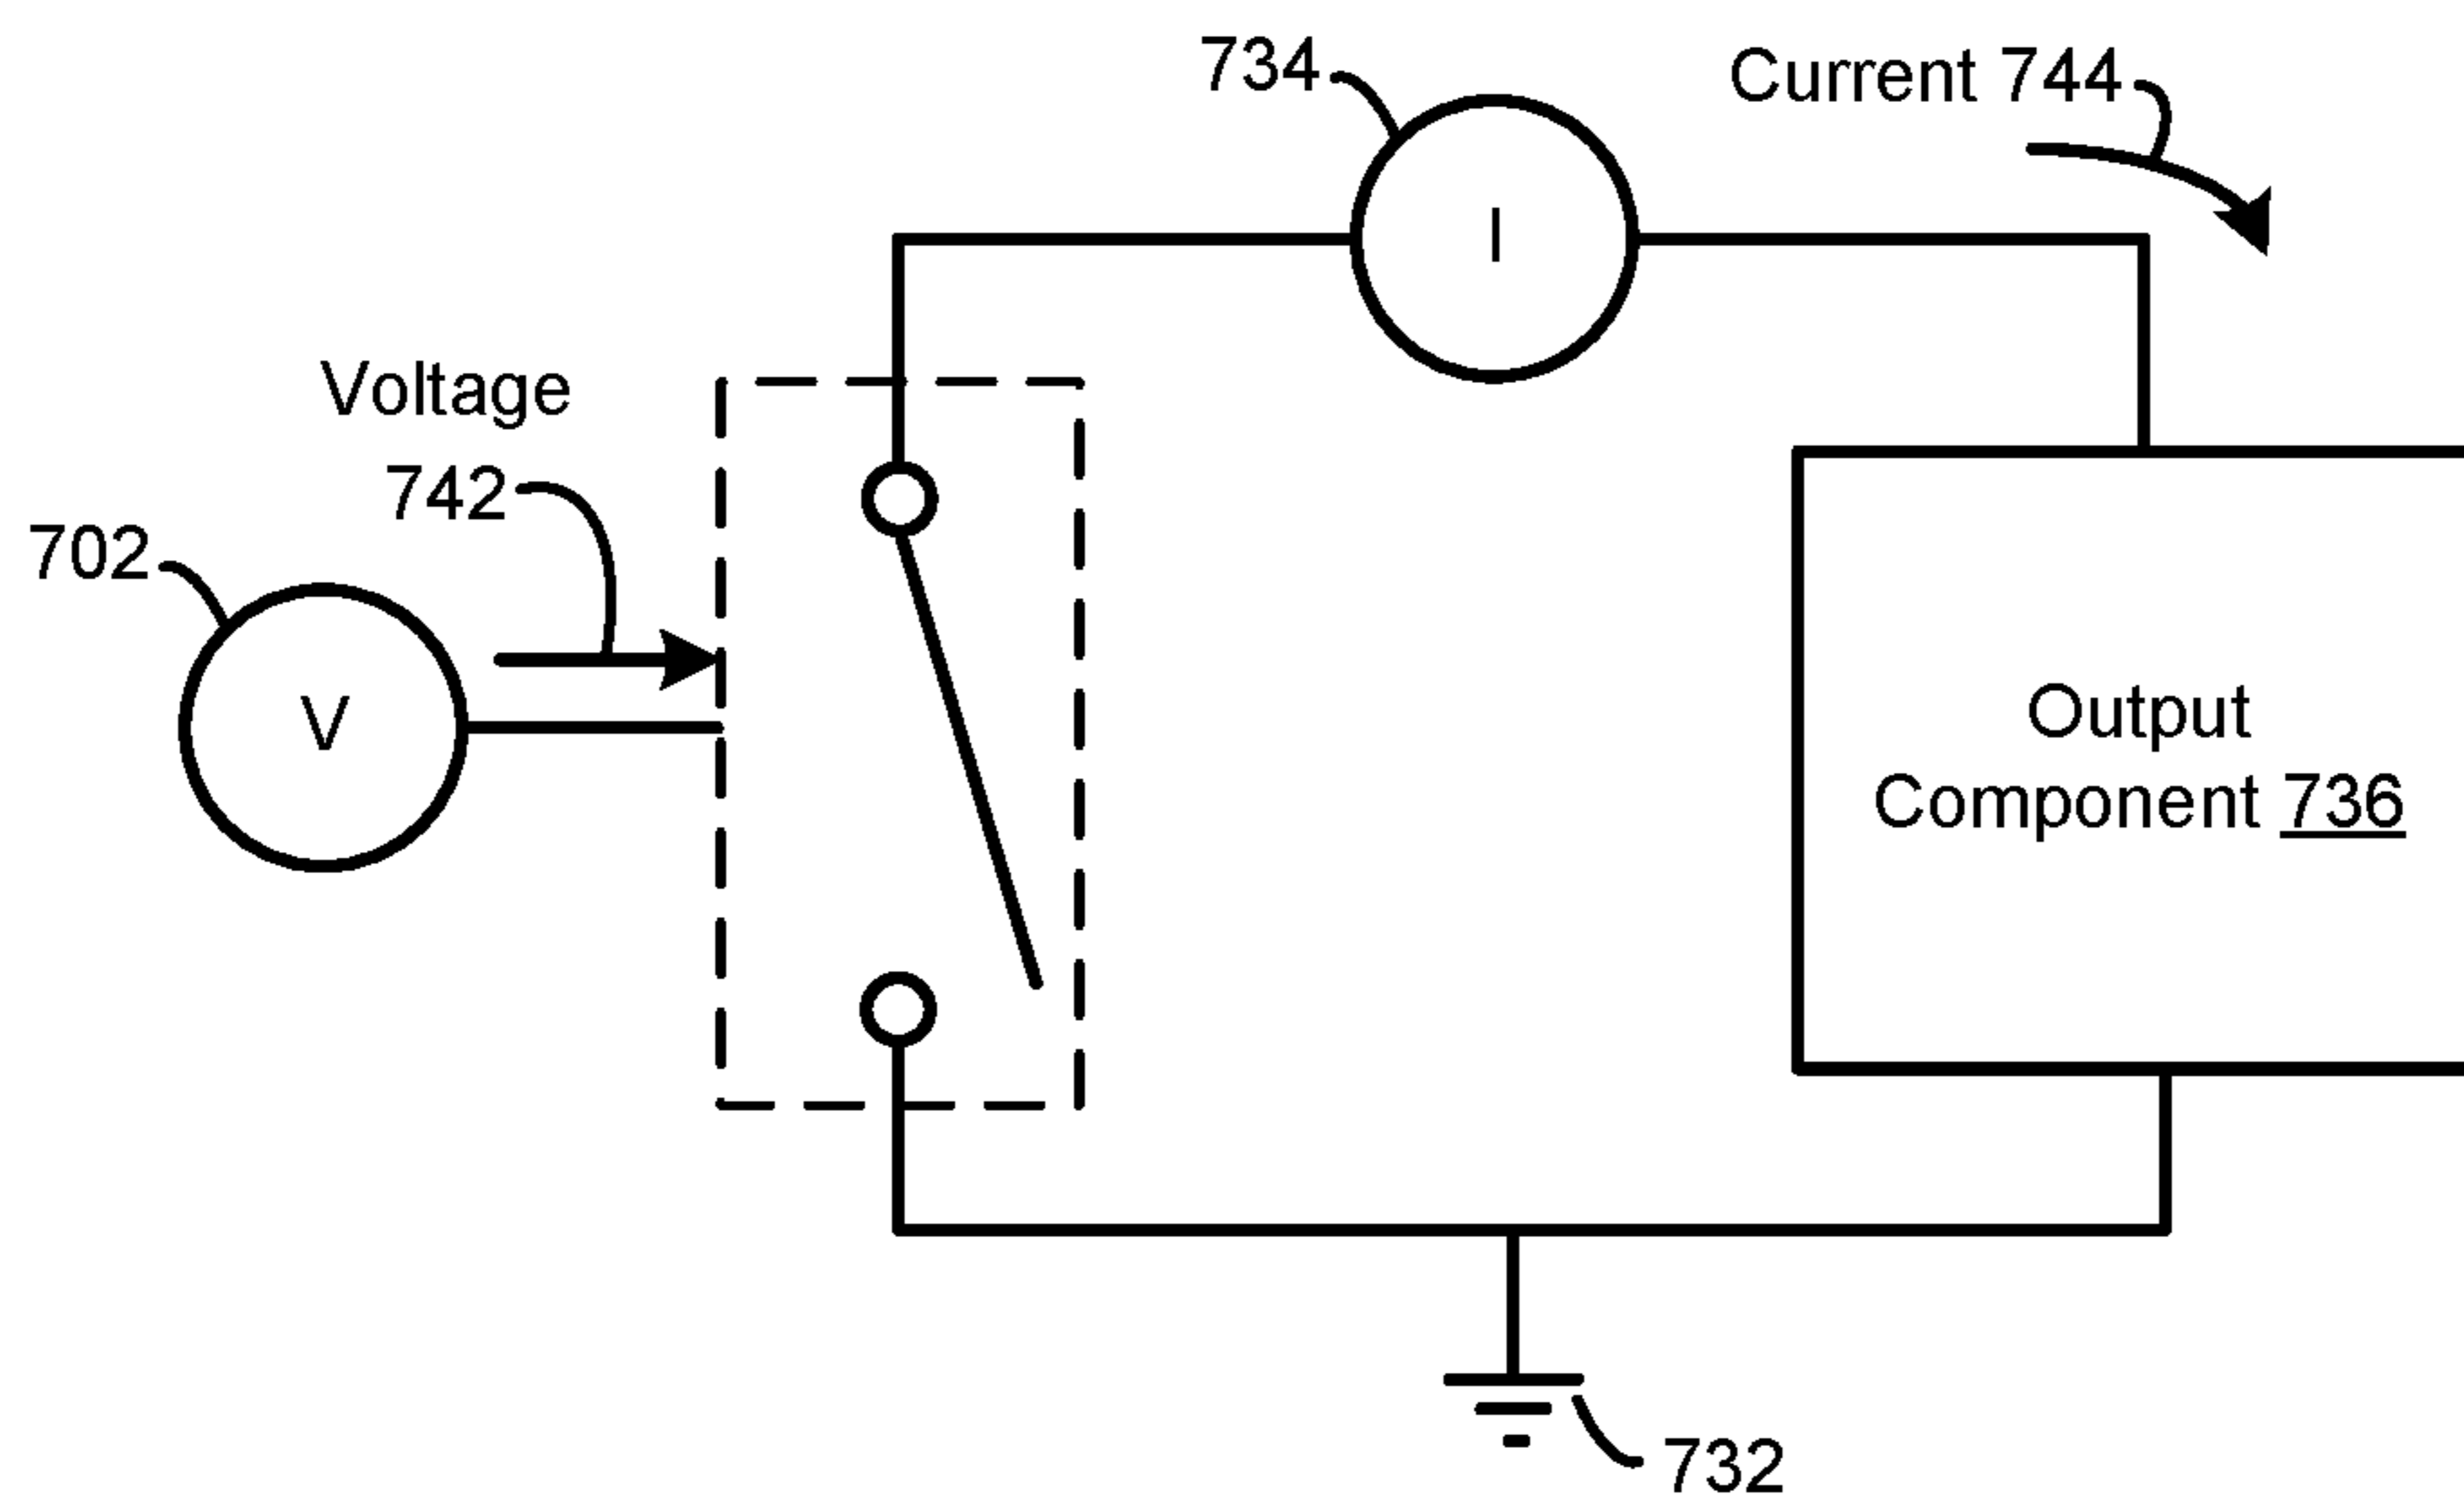 734
Current 744
I
Voltage
742
702
V
Output
Component 736
732